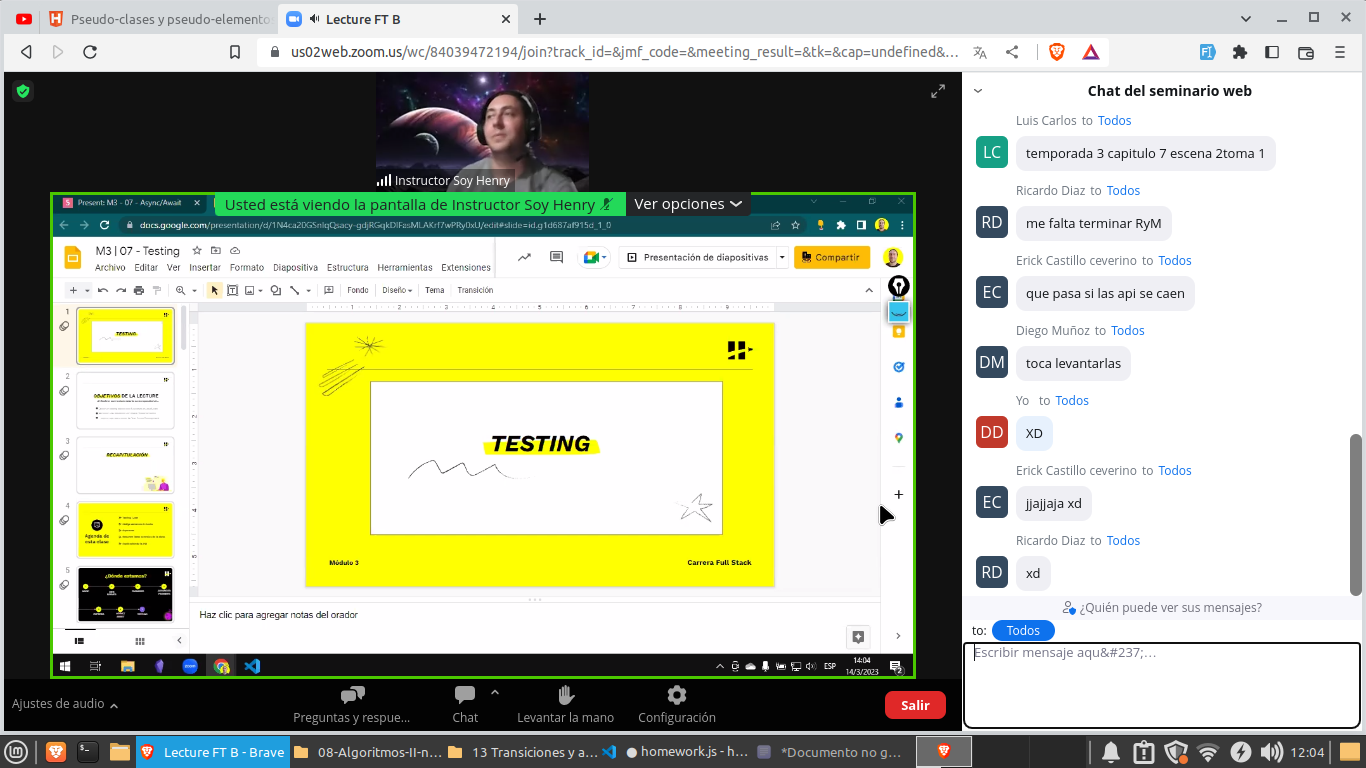 Pseudo-clases y pseudo-elemento
Lecture FT B
us02web.zoom.us/wc/84039472194/join?track_id=&jmf_code=&meeting_result=&tk=&cap=undefined&...
Instructor Soy Henry
Usted está viendo la pantalla de Instructor Soy Henry
Ver opciones
Present: M3 - 07 - Async/Await
M3 | 07 - Testing
Archivo Editar Ver Insertar Formato Diapositiva Estructura Herramientas Extensiones
Presentación de diapositivas
Compartir
Fondo Diseño Tema Transición
1
TESTING
2
OBJETIVOS DE LA LECTURE
3
RECAPITULACIÓN
4
Agenda de
esta clase
5
¿Dónde estamos?
TESTING
Módulo 3
Carrera Full Stack
Haz clic para agregar notas del orador
ESP
14:04
14/3/2023
Ajustes de audio
Preguntas y respue...
Chat
Levantar la mano
Configuración
Salir
Chat del seminario web
Luis Carlos to Todos
LC
temporada 3 capitulo 7 escena 2toma 1
Ricardo Diaz to Todos
RD
me falta terminar RyM
Erick Castillo ceverino to Todos
EC
que pasa si las api se caen
Diego Muñoz to Todos
DM
toca levantarlas
Yo to Todos
DD
XD
Erick Castillo ceverino to Todos
EC
jjajjaja xd
Ricardo Diaz to Todos
RD
xd
¿Quién puede ver sus mensajes?
to: Todos
Escribir mensaje aqu&#237;...
Lecture FT B - Brave
08-Algoritmos-II-n...
13 Transiciones y a...
homework.js - h...
*Documento no g...
12:04